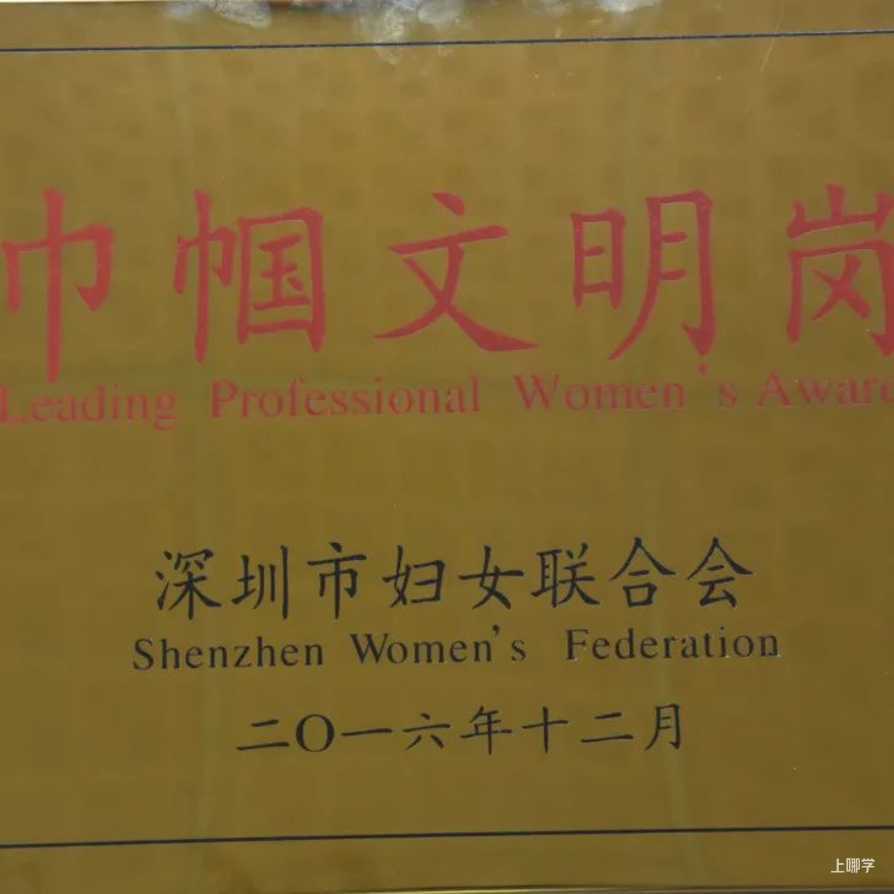 巾帼文明岗
Leading Professional Women's Award
深圳市妇女联合会
Shenzhen Women's Federation
二〇一六年十二月
上哪学